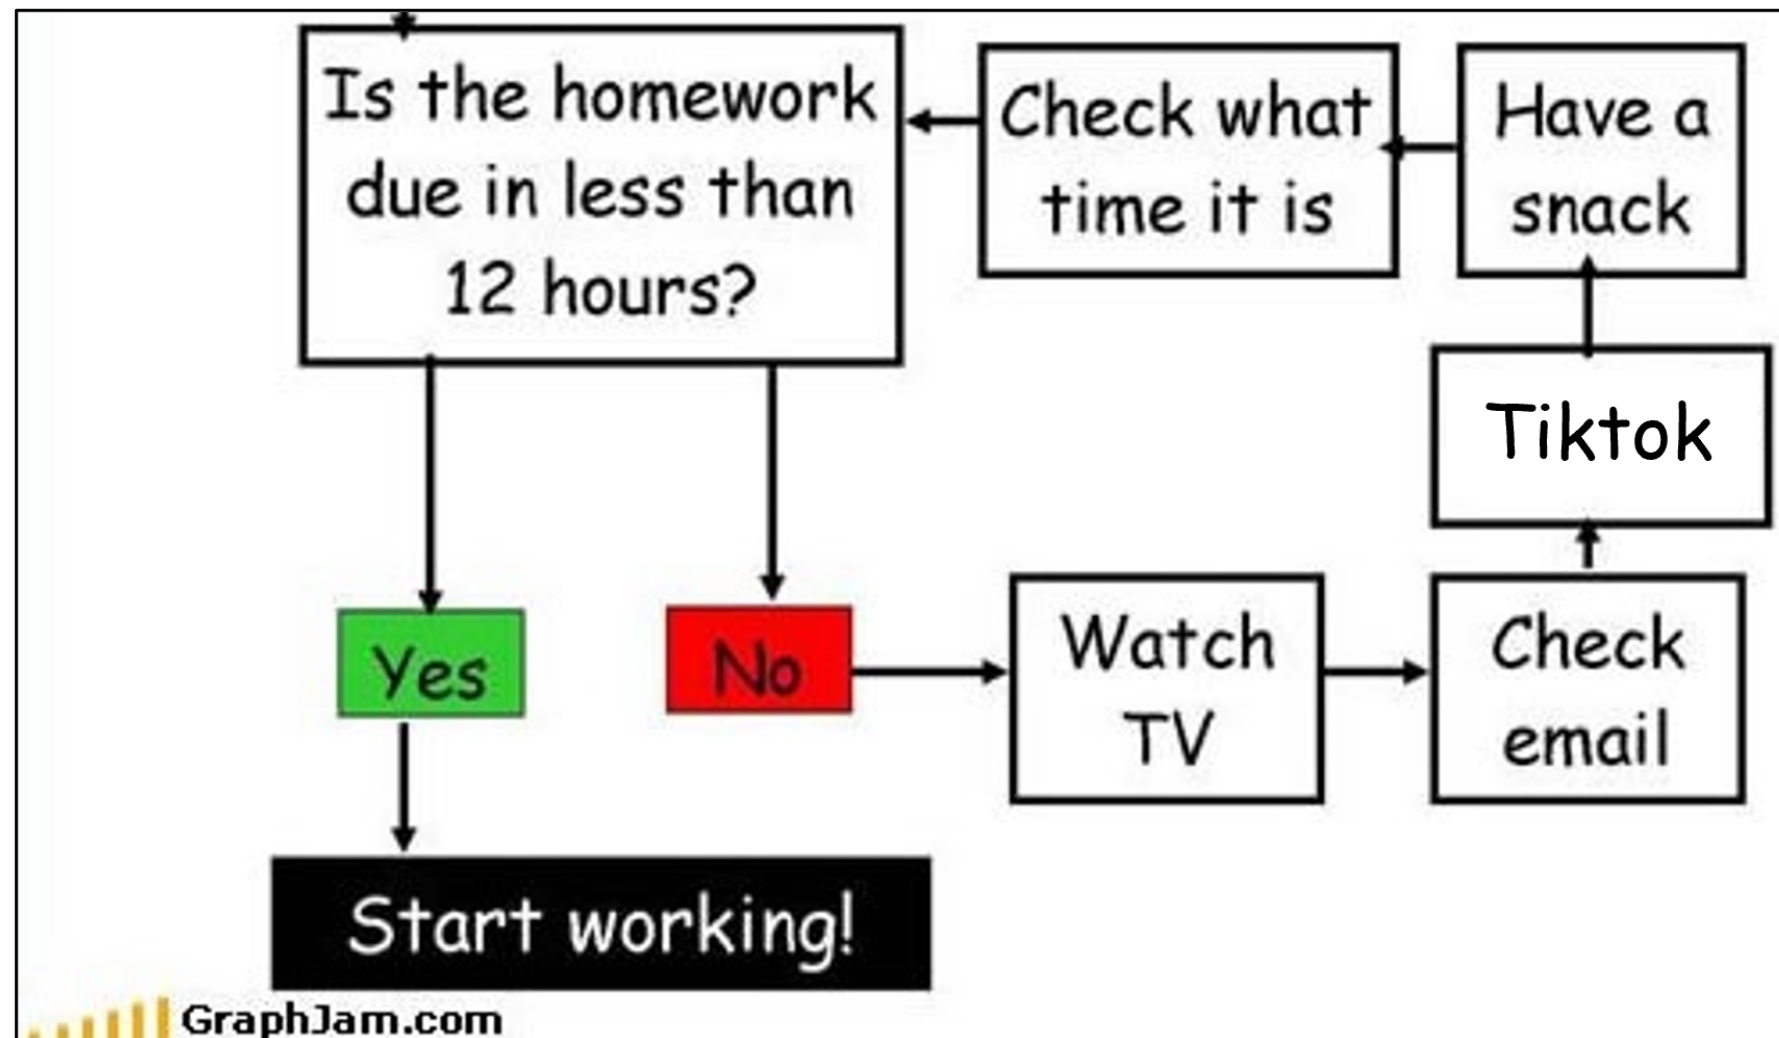 Is the homework
due in less than
12 hours?
Check what
time it is
Have a
snack
Tiktok
Yes
No
Watch
TV
Check
email
Start working!
GraphJam.com